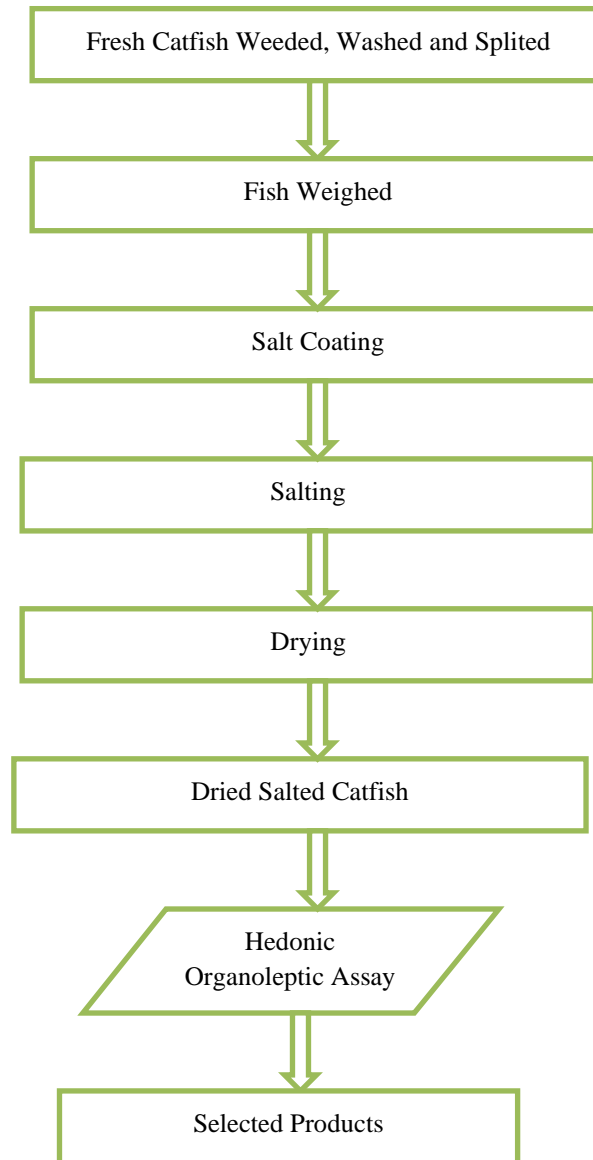 Fresh Catfish Weeded, Washed and Splited
Fish Weighed
Salt Coating
Salting
Drying
Dried Salted Catfish
Hedonic
Organoleptic Assay
Selected Products